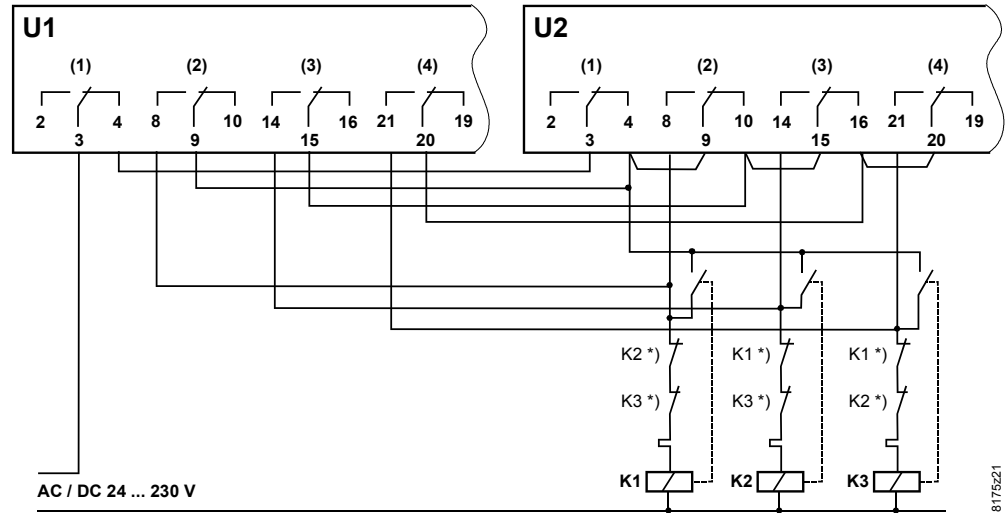 U1 U2
(1) (2) (3) (4) (1) (2) (3) (4)
2 4 8 10 14 16 21 19 2 4 8 10 14 16 21 19
3 9 15 20 3 9 15 20
K2 *) K1 *) K1 *)
K3 *) K3 *) K2 *)
K1 K2 K3
AC / DC 24 ... 230 V
8175z21